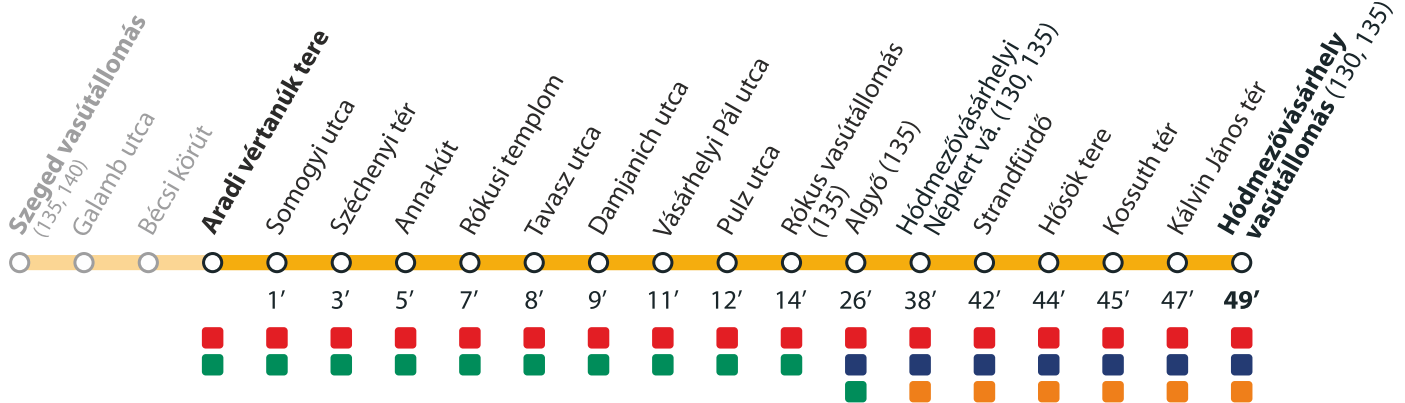 Szeged vasútállomás
(135, 140)
Galamb utca
Bécsi körút
Aradi vértanúk tere
Somogyi utca
Széchenyi tér
Anna-kút
Rókusi templom
Tavasz utca
Damjanich utca
Vásárhelyi Pál utca
Pulz utca
Rókus vasútállomás
(135)
Algyő (135)
Hódmezővásárhelyi
Népkert vá. (130, 135)
Strandfürdő
Hősök tere
Kossuth tér
Kálvin János tér
Hódmezővásárhely
vasútállomás (130, 135)
1’ 3’ 5’ 7’ 8’ 9’ 11’ 12’ 14’ 26’ 38’ 42’ 44’ 45’ 47’ 49’